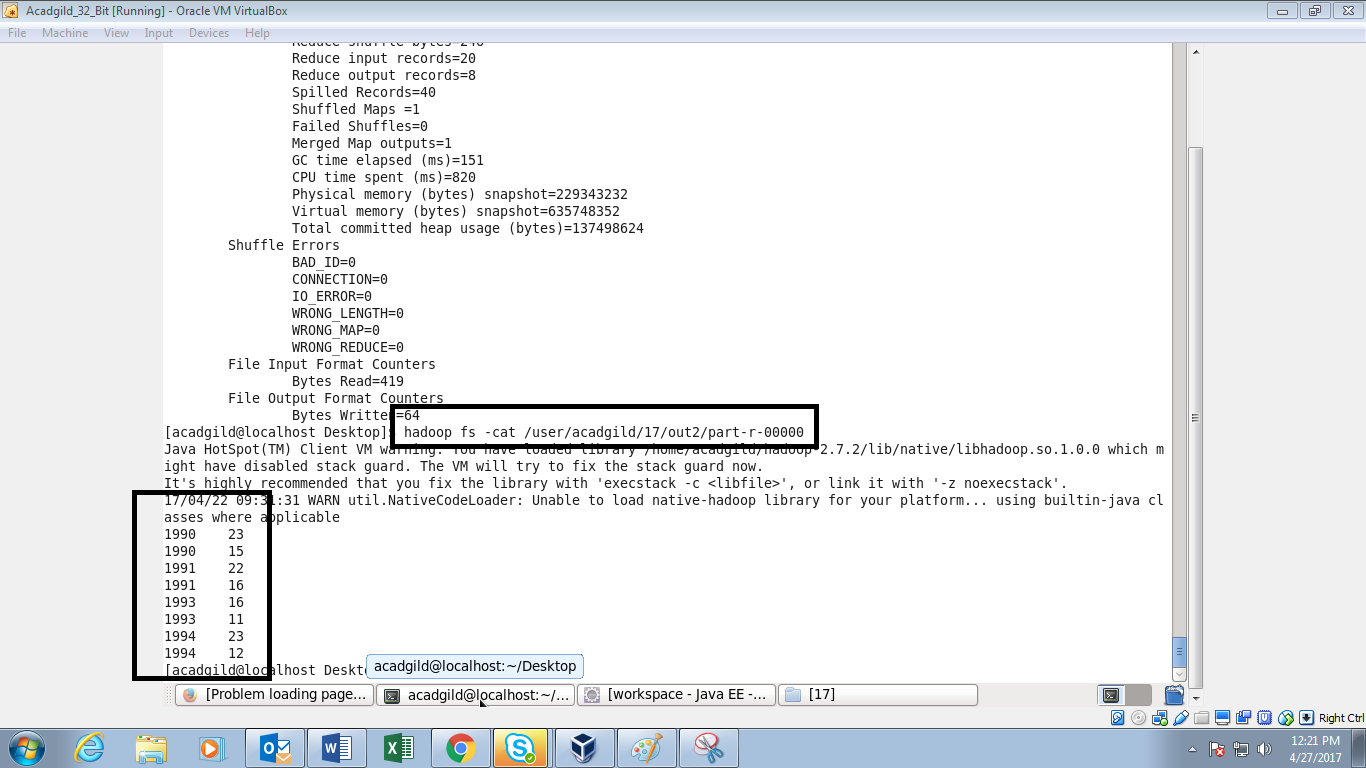 Acadgild_32_Bit [Running] - Oracle VM VirtualBox
File Machine View Input Devices Help
Reduce shuffle bytes=246
Reduce input records=20
Reduce output records=8
Spilled Records=40
Shuffled Maps =1
Failed Shuffles=0
Merged Map outputs=1
GC time elapsed (ms)=151
CPU time spent (ms)=820
Physical memory (bytes) snapshot=229343232
Virtual memory (bytes) snapshot=635748352
Total committed heap usage (bytes)=137498624
Shuffle Errors
BAD_ID=0
CONNECTION=0
IO_ERROR=0
WRONG_LENGTH=0
WRONG_MAP=0
WRONG_REDUCE=0
File Input Format Counters
Bytes Read=419
File Output Format Counters
Bytes Written=64
[acadgild@localhost Desktop]$ hadoop fs -cat /user/acadgild/17/out2/part-r-00000
Java HotSpot(TM) Client VM warning: You have loaded library /home/acadgild/hadoop-2.7.2/lib/native/libhadoop.so.1.0.0 which m
ight have disabled stack guard. The VM will try to fix the stack guard now.
It's highly recommended that you fix the library with 'execstack -c <libfile>', or link it with '-z noexecstack'.
17/04/22 09:31:31 WARN util.NativeCodeLoader: Unable to load native-hadoop library for your platform... using builtin-java cl
asses where applicable
1990 23
1990 15
1991 22
1991 16
1993 16
1993 11
1994 23
1994 12
[acadgild@localhost Deskto
acadgild@localhost:~/Desktop
[Problem loading page... acadgild@localhost:~/... [workspace - Java EE -... [17]
Right Ctrl
12:21 PM
4/27/2017